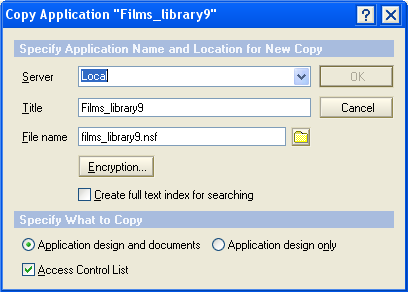 Copy Application "Films_library9"
Specify Application Name and Location for New Copy
Server Local OK
Title Films_library9 Cancel
File name films_library9.nsf
Encryption...
Create full text index for searching
Specify What to Copy
Application design and documents Application design only
Access Control List